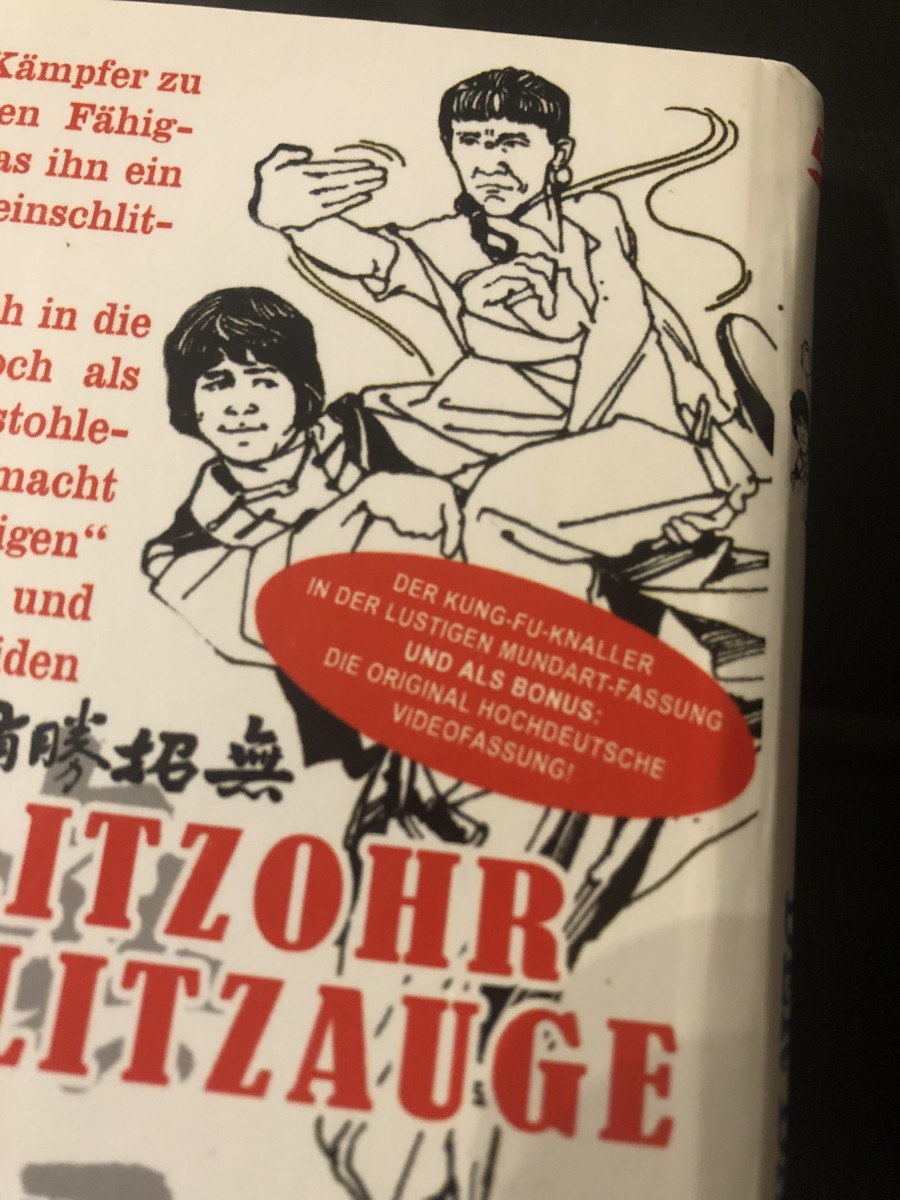 Kämpfer zu
en Fähig-
as ihn ein
einschlit-
h in die
och als
stohle-
macht
igen“
und
iden
DER KUNG-FU-KNALLER
IN DER LUSTIGEN MUNDART-FASSUNG
UND ALS BONUS:
DIE ORIGINAL HOCHDEUTSCHE
VIDEOFASSUNG!
勝招無
ITZOHR
LITZAUGE